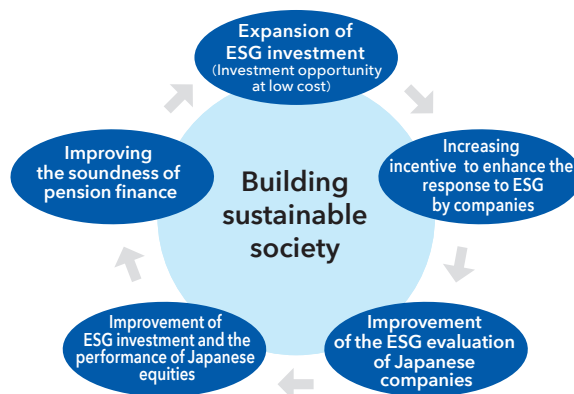 Expansion of
ESG investment
(Investment opportunity
at low cost)
Increasing
incentive to enhance the
response to ESG
by companies
Improvement
of the ESG evaluation
of Japanese
companies
Improvement of
ESG investment and the
performance of Japanese
equities
Improving
the soundness of
pension finance
Building
sustainable
society